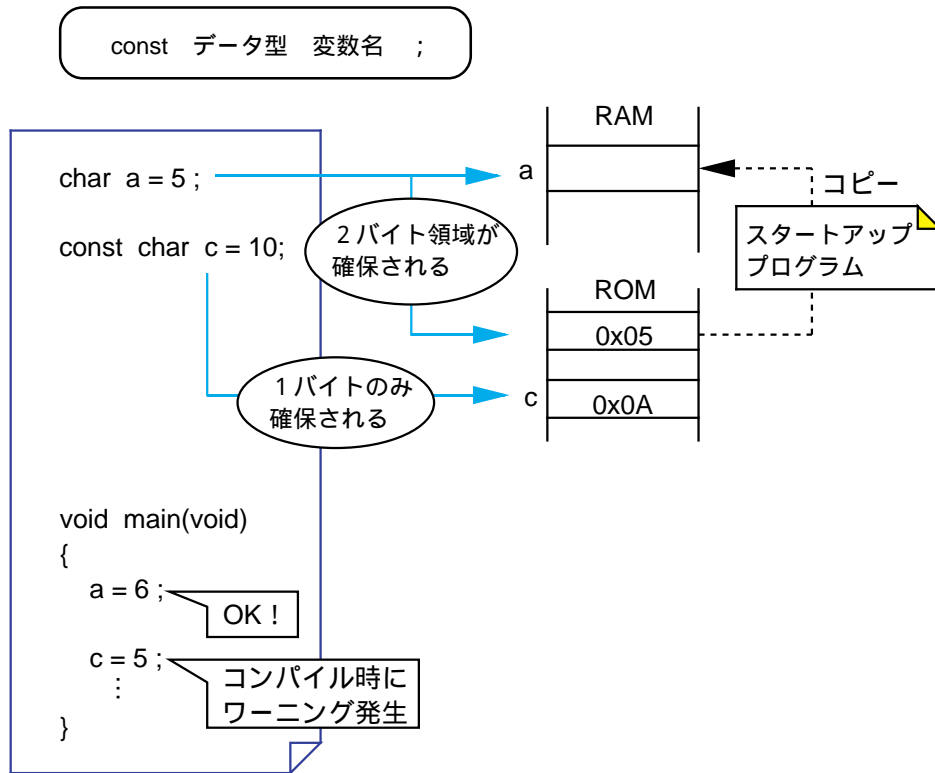 const データ型 変数名 ;
char a = 5 ;
const char c = 10;
2バイト領域が
確保される
1バイトのみ
確保される
RAM
a
コピー
スタートアップ
プログラム
ROM
0x05
c
0x0A
void main(void)
{
a = 6 ;
OK！
c = 5 ;
⋮
コンパイル時に
ワーニング発生
}